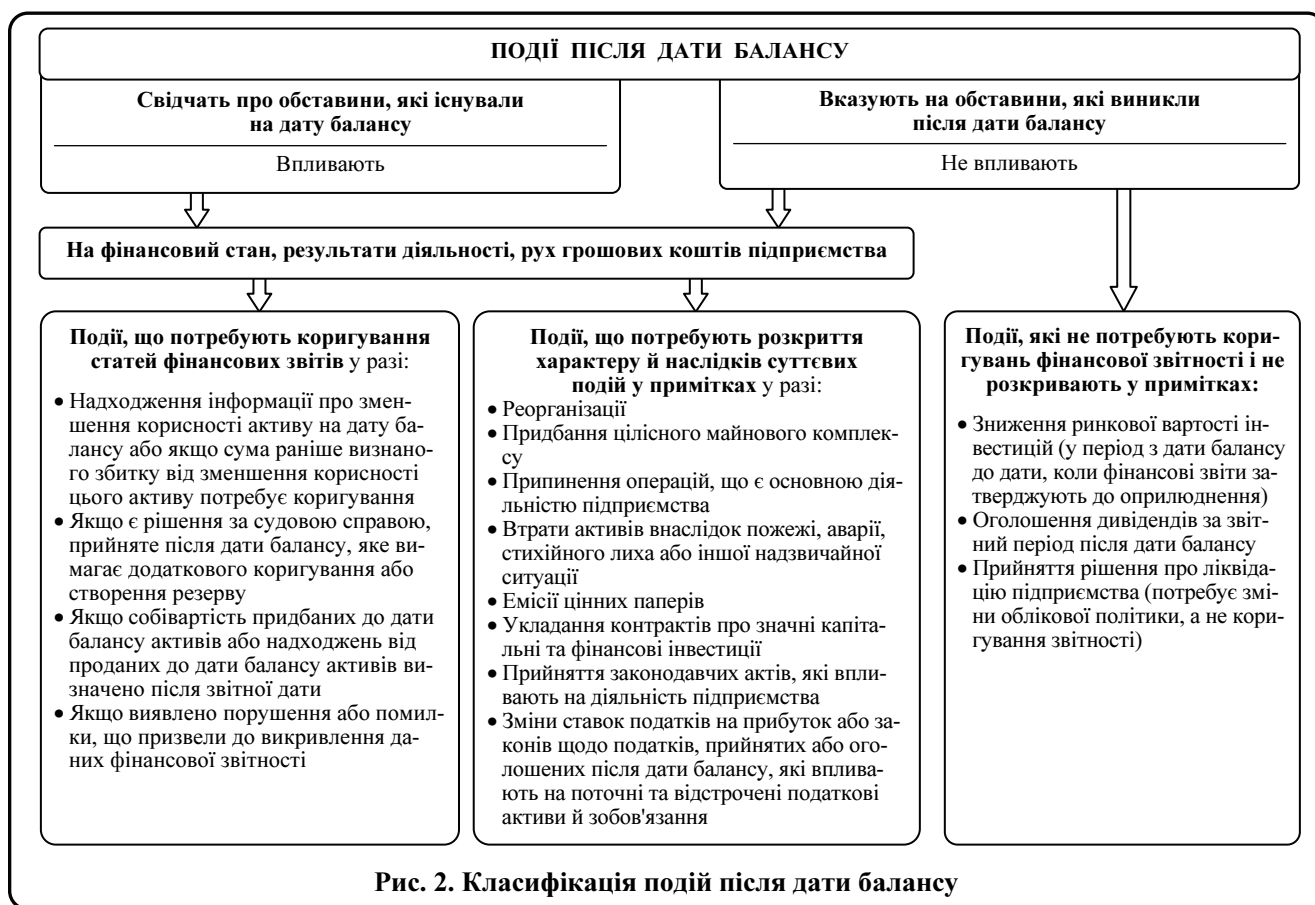 ПОДІЇ ПІСЛЯ ДАТИ БАЛАНСУ
Свідчать про обставини, які існували
на дату балансу
Впливають
Вказують на обставини, які виникли
після дати балансу
Не впливають
На фінансовий стан, результати діяльності, рух грошових коштів підприємства
Події, що потребують коригування
статей фінансових звітів у разі:
• Надходження інформації про змен-
шення корисності активу на дату ба-
лансу або якщо сума раніше визнано-
го збитку від зменшення корисності
цього активу потребує коригування
• Якщо є рішення за судовою справою,
прийняте після дати балансу, яке ви-
магає додаткового коригування або
створення резерву
• Якщо собівартість придбаних до дати
балансу активів або надходжень від
проданих до дати балансу активів ви-
значено після звітної дати
• Якщо виявлено порушення або помил-
ки, що призвели до викривлення да-
них фінансової звітності
Події, що потребують розкриття
характеру й наслідків суттєвих
подій у примітках у разі:
• Реорганізації
• Придбання цілісного майнового комплек-
су
• Припинення операцій, що є основною дія-
льністю підприємства
• Втрати активів внаслідок пожежі, аварії,
стихійного лиха або іншої надзвичайної
ситуації
• Емісії цінних паперів
• Укладання контрактів про значні капіта-
льні та фінансові інвестиції
• Прийняття законодавчих актів, які впли-
вають на діяльність підприємства
• Зміни ставок податків на прибуток або за-
конів щодо податків, прийнятих або ого-
лошених після дати балансу, які вплива-
ють на поточні та відстрочені податкові
активи й зобов'язання
Події, які не потребують кори-
гувань фінансової звітності і не
розкривають у примітках:
• Зниження ринкової вартості ін-
вестицій (у період з дати балансу
до дати, коли фінансові звіти за-
тверджують до оприлюднення)
• Оголошення дивідендів за звіт-
ний період після дати балансу
• Прийняття рішення про ліквіда-
цію підприємства (потребує змі-
ни облікової політики, а не кори-
гування звітності)
Рис. 2. Класифікація подій після дати балансу